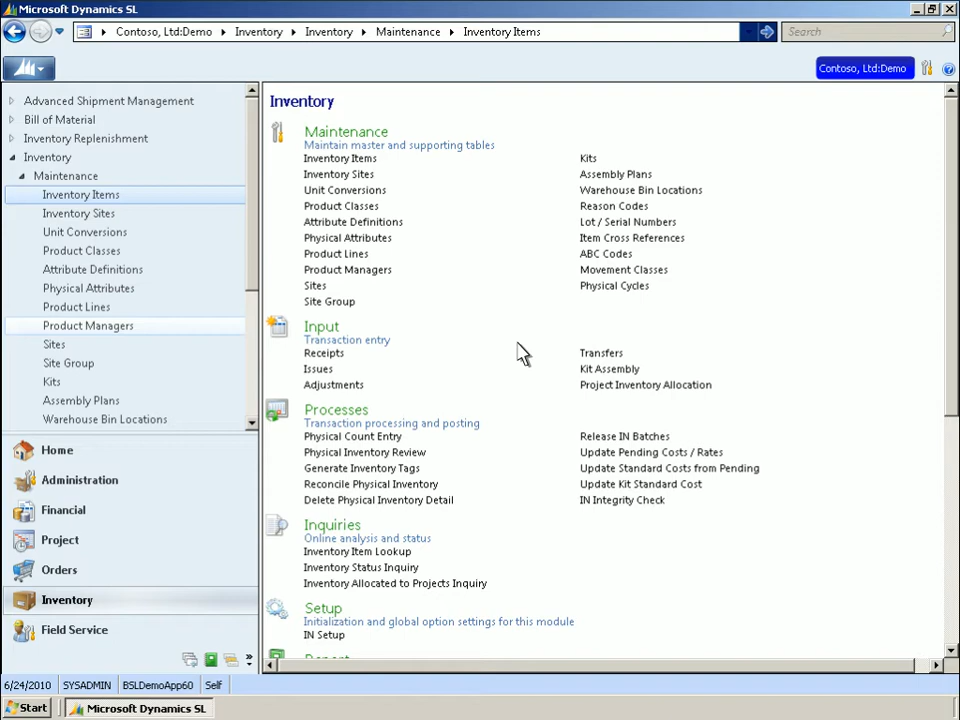 Microsoft Dynamics SL
Contoso, Ltd:Demo Inventory Inventory Maintenance Inventory Items Search
Contoso, Ltd:Demo
Advanced Shipment Management
Bill of Material
Inventory Replenishment
Inventory
Maintenance
Inventory Items
Inventory Sites
Unit Conversions
Product Classes
Attribute Definitions
Physical Attributes
Product Lines
Product Managers
Sites
Site Group
Kits
Assembly Plans
Warehouse Bin Locations
Home
Administration
Financial
Project
Orders
Inventory
Field Service
Inventory
Maintenance
Maintain master and supporting tables
Inventory Items Kits
Inventory Sites Assembly Plans
Unit Conversions Warehouse Bin Locations
Product Classes Reason Codes
Attribute Definitions Lot / Serial Numbers
Physical Attributes Item Cross References
Product Lines ABC Codes
Product Managers Movement Classes
Sites Physical Cycles
Site Group
Input
Transaction entry
Receipts Transfers
Issues Kit Assembly
Adjustments Project Inventory Allocation
Processes
Transaction processing and posting
Physical Count Entry Release IN Batches
Physical Inventory Review Update Pending Costs / Rates
Generate Inventory Tags Update Standard Costs from Pending
Reconcile Physical Inventory Update Kit Standard Cost
Delete Physical Inventory Detail IN Integrity Check
Inquiries
Online analysis and status
Inventory Item Lookup
Inventory Status Inquiry
Inventory Allocated to Projects Inquiry
Setup
Initialization and global option settings for this module
IN Setup
6/24/2010 SYSADMIN BSLDemoApp60 Self
Start Microsoft Dynamics SL